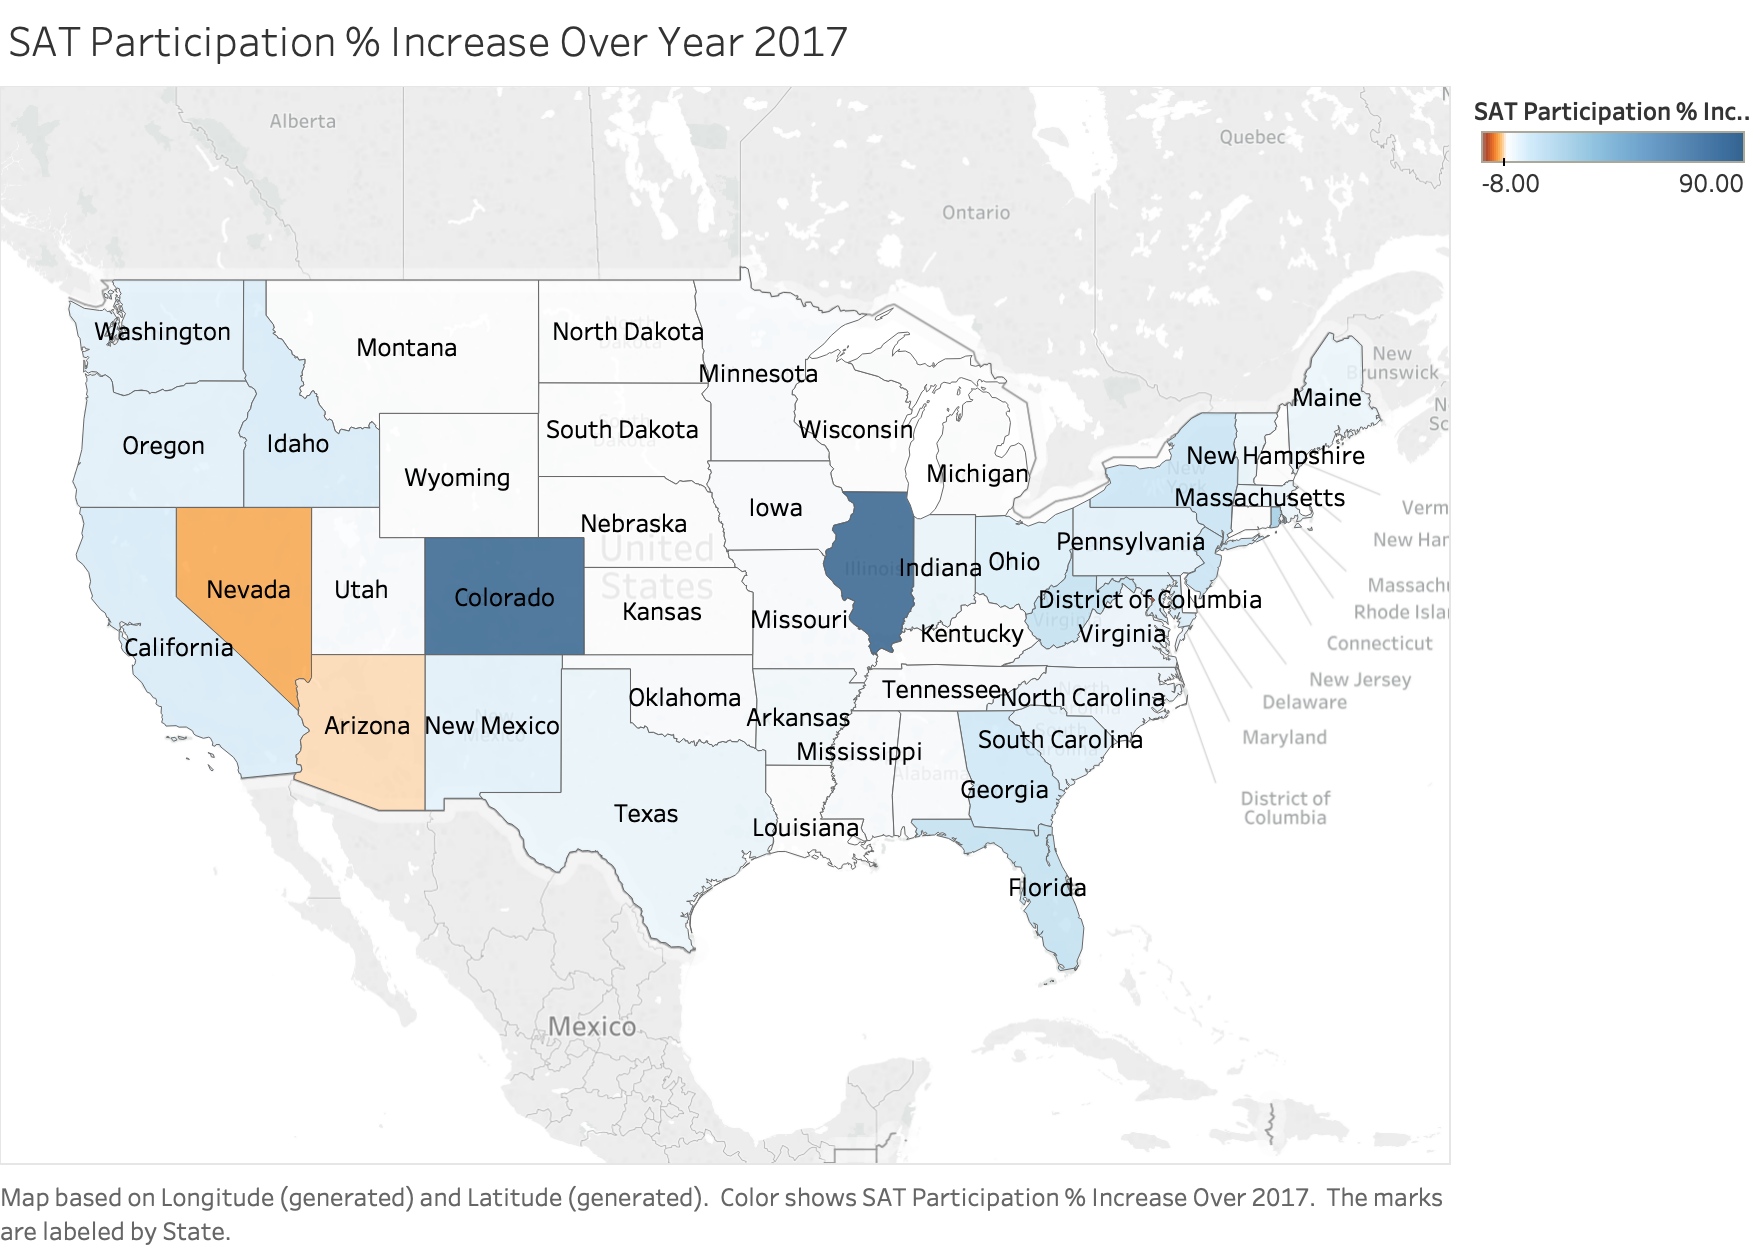 SAT Participation % Increase Over Year 2017
SAT Participation % Inc..
-8.00
90.00
Alberta
Quebec
Ontario
Washington
North Dakota
Montana
New
Brunswick
Minnesota
Maine
Wisconsin
South Dakota
Oregon
Idaho
New Hampshire
Michigan
Wyoming
Massachusetts
Iowa
Verm
Nebraska
New Har
Pennsylvania
United
States
Illinois
Indiana
Ohio
Nevada
Utah
Colorado
Massachu
District of Columbia
Kansas
Rhode Islar
Missouri
Kentucky
Virginia
Connecticut
California
New Jersey
Tennessee
North Carolina
Oklahoma
Delaware
Arkansas
Arizona
New Mexico
Maryland
South Carolina
Mississippi
Alabama
Georgia
District of
Columbia
Texas
Louisiana
Florida
Mexico
Map based on Longitude (generated) and Latitude (generated).  Color shows SAT Participation % Increase Over 2017.  The marks
are labeled by State.